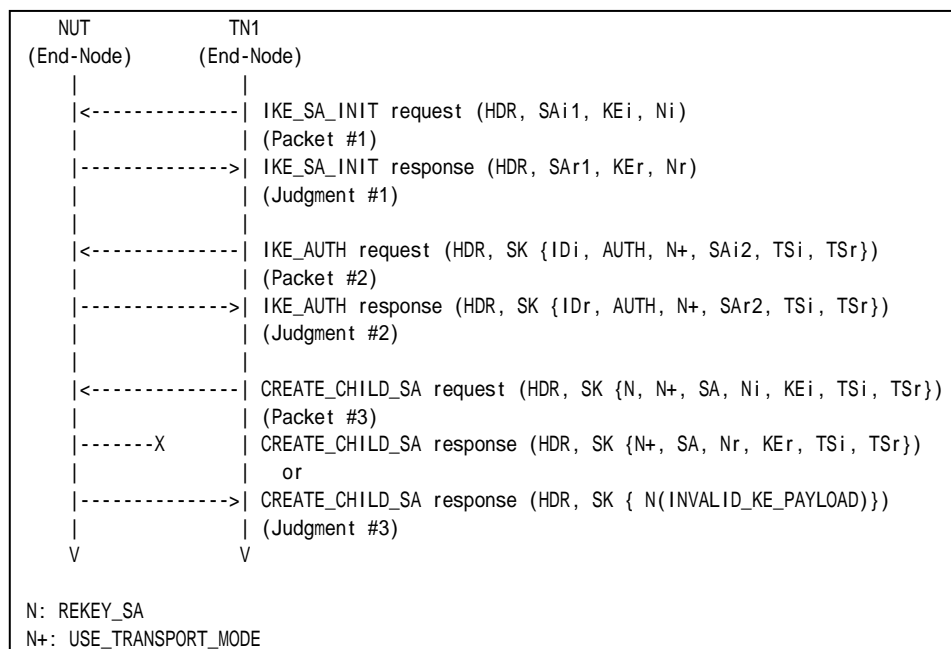 NUT TN1
(End-Node) (End-Node)
| |
|<--------------| IKE_SA_INIT request (HDR, SAi1, KEi, Ni)
| | (Packet #1)
|-------------->| IKE_SA_INIT response (HDR, SAr1, KEr, Nr)
| | (Judgment #1)
| |
|<--------------| IKE_AUTH request (HDR, SK {IDi, AUTH, N+, SAi2, TSi, TSr})
| | (Packet #2)
|-------------->| IKE_AUTH response (HDR, SK {IDr, AUTH, N+, SAr2, TSi, TSr})
| | (Judgment #2)
| |
|<--------------| CREATE_CHILD_SA request (HDR, SK {N, N+, SA, Ni, KEi, TSi, TSr})
| | (Packet #3)
|-------X | CREATE_CHILD_SA response (HDR, SK {N+, SA, Nr, KEr, TSi, TSr})
| | or
|-------------->| CREATE_CHILD_SA response (HDR, SK { N(INVALID_KE_PAYLOAD)})
| | (Judgment #3)
V V
N: REKEY_SA
N+: USE_TRANSPORT_MODE